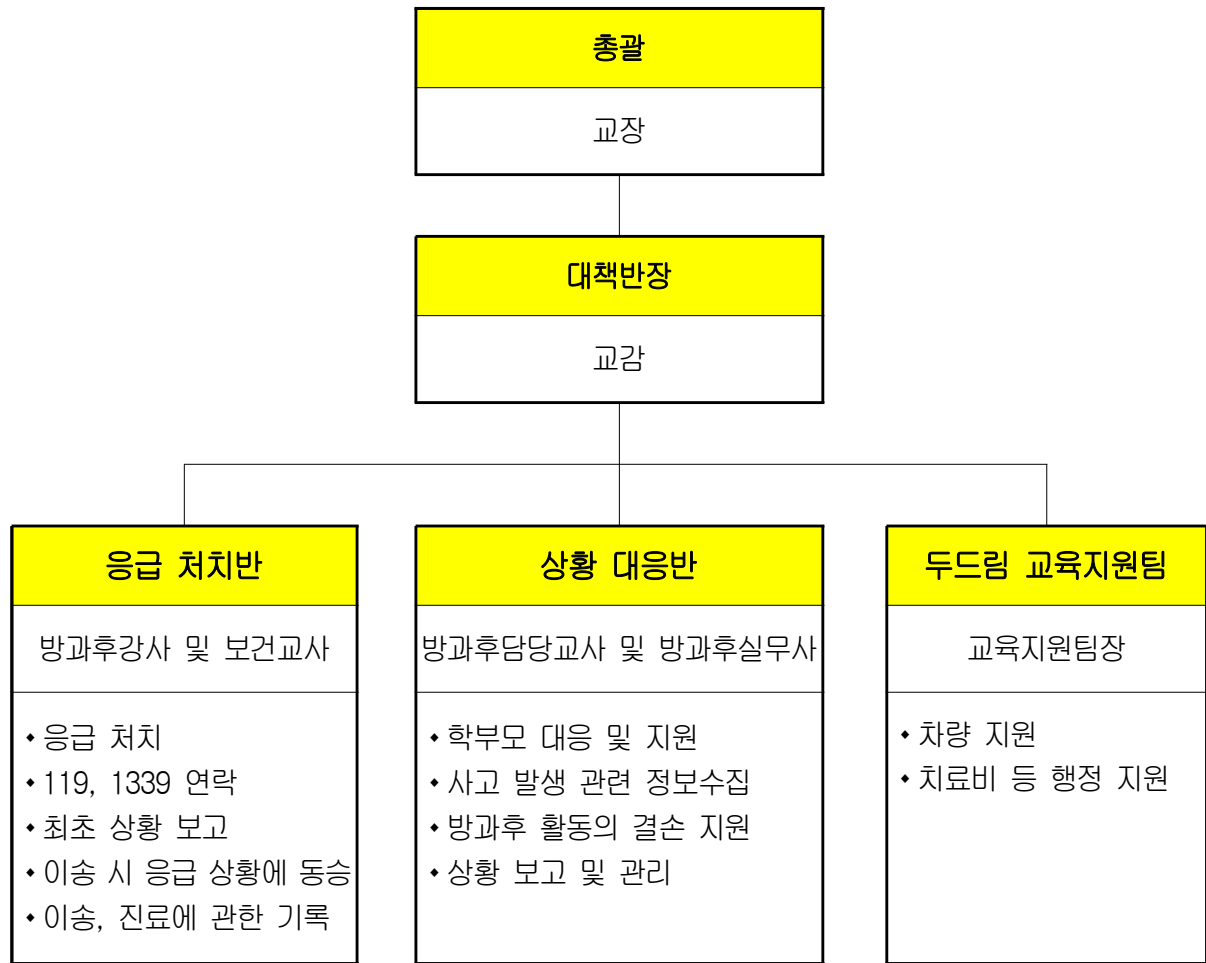 총괄
교장
대책반장
교감
응급 처치반
방과후강사 및 보건교사
◆응급 처치
◆119, 1339 연락
◆최초 상황 보고
◆이송 시 응급 상황에 동승
◆이송, 진료에 관한 기록
상황 대응반
방과후담당교사 및 방과후실무사
◆학부모 대응 및 지원
◆사고 발생 관련 정보수집
◆방과후 활동의 결손 지원
◆상황 보고 및 관리
두드림 교육지원팀
교육지원팀장
◆차량 지원
◆치료비 등 행정 지원